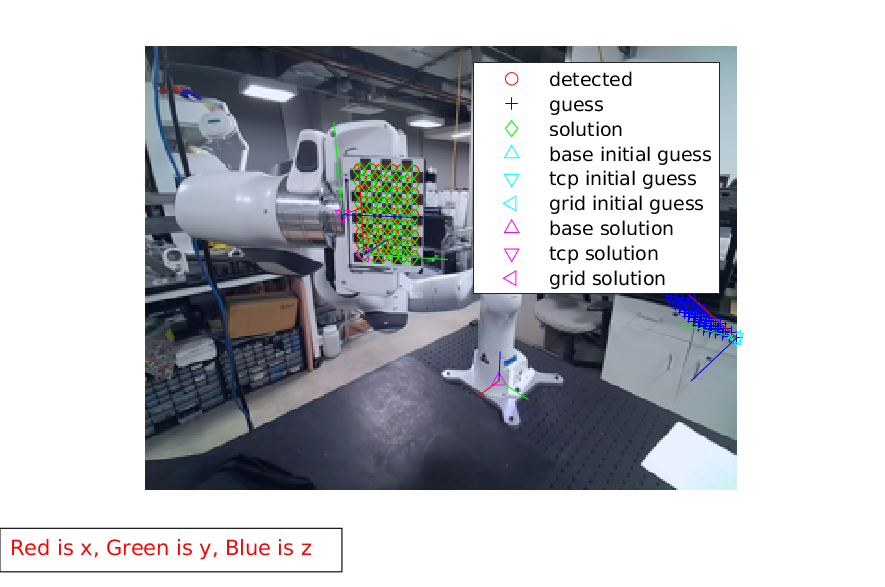 detected
guess
solution
base initial guess
tcp initial guess
grid initial guess
base solution
tcp solution
grid solution
Red is x, Green is y, Blue is z